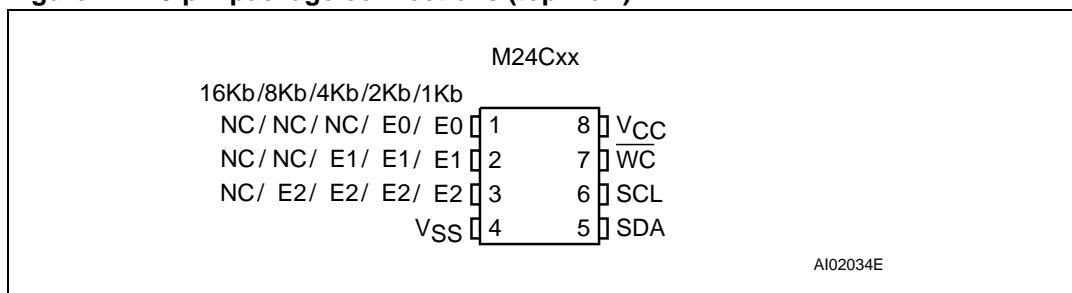 M24Cxx
16Kb/8Kb/4Kb/2Kb/1Kb
NC/ NC/ NC/ E0/ E0 1 8 VCC
NC/ NC/ E1/ E1/ E1 2 7 W̅C̅
NC/ E2/ E2/ E2/ E2 3 6 SCL
VSS 4 5 SDA
AI02034E